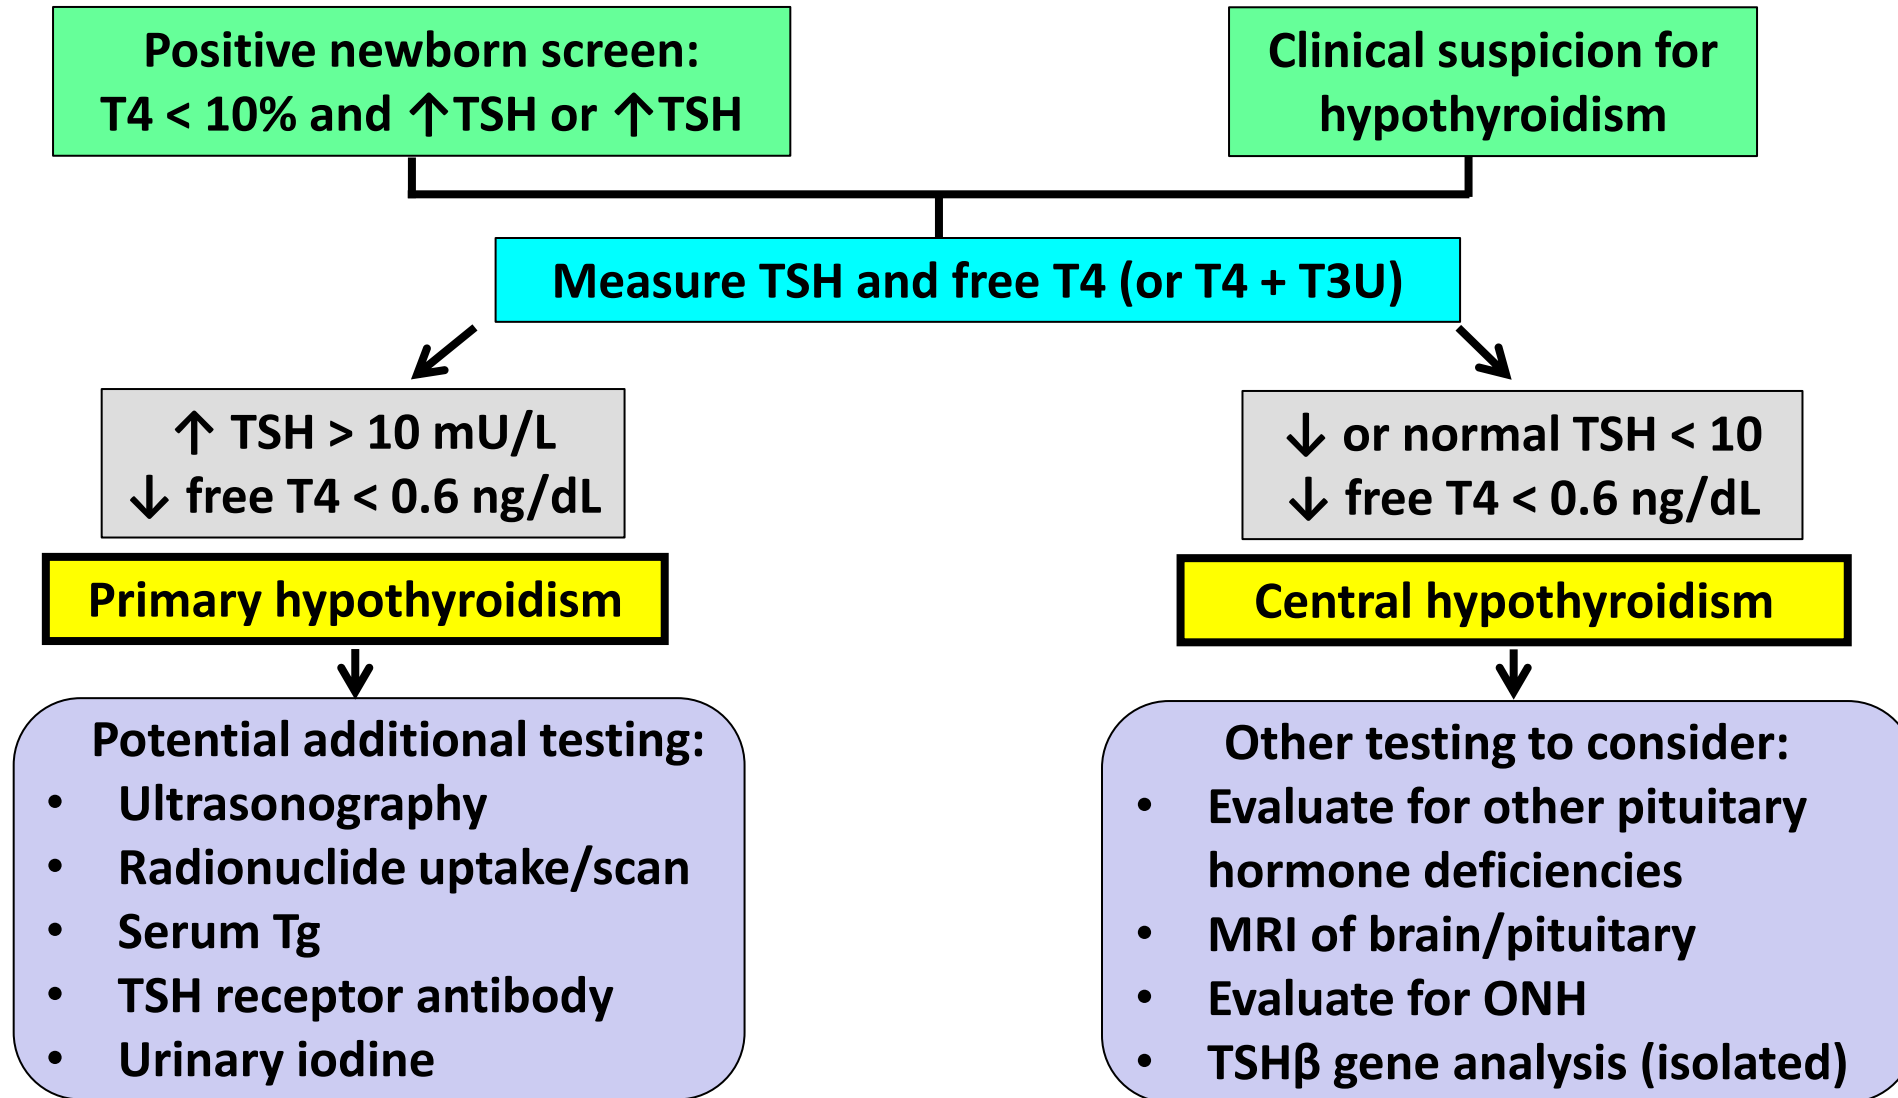 Positive newborn screen:
T4 < 10% and ↑TSH or ↑TSH
Clinical suspicion for
hypothyroidism
Measure TSH and free T4 (or T4 + T3U)
↑ TSH > 10 mU/L
↓ free T4 < 0.6 ng/dL
↓ or normal TSH < 10
↓ free T4 < 0.6 ng/dL
Primary hypothyroidism
Central hypothyroidism
Potential additional testing:
• Ultrasonography
• Radionuclide uptake/scan
• Serum Tg
• TSH receptor antibody
• Urinary iodine
Other testing to consider:
• Evaluate for other pituitary
hormone deficiencies
• MRI of brain/pituitary
• Evaluate for ONH
• TSHβ gene analysis (isolated)